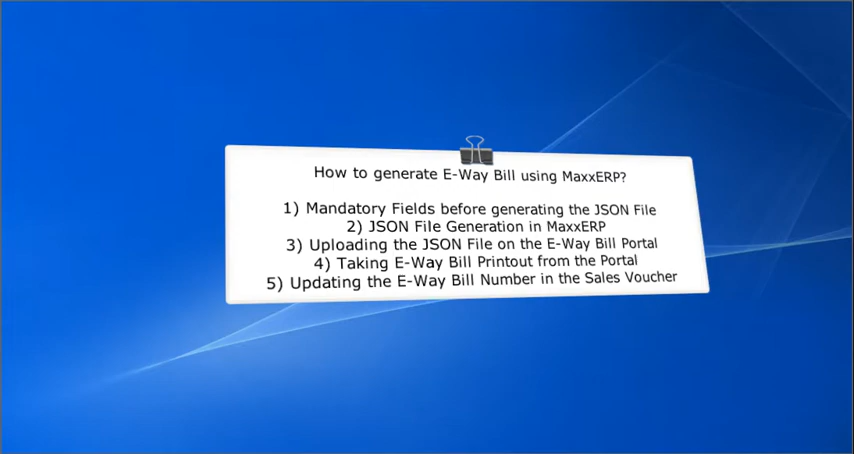 How to generate E-Way Bill using MaxxERP?
1) Mandatory Fields before generating the JSON File
2) JSON File Generation in MaxxERP
3) Uploading the JSON File on the E-Way Bill Portal
4) Taking E-Way Bill Printout from the Portal
5) Updating the E-Way Bill Number in the Sales Voucher